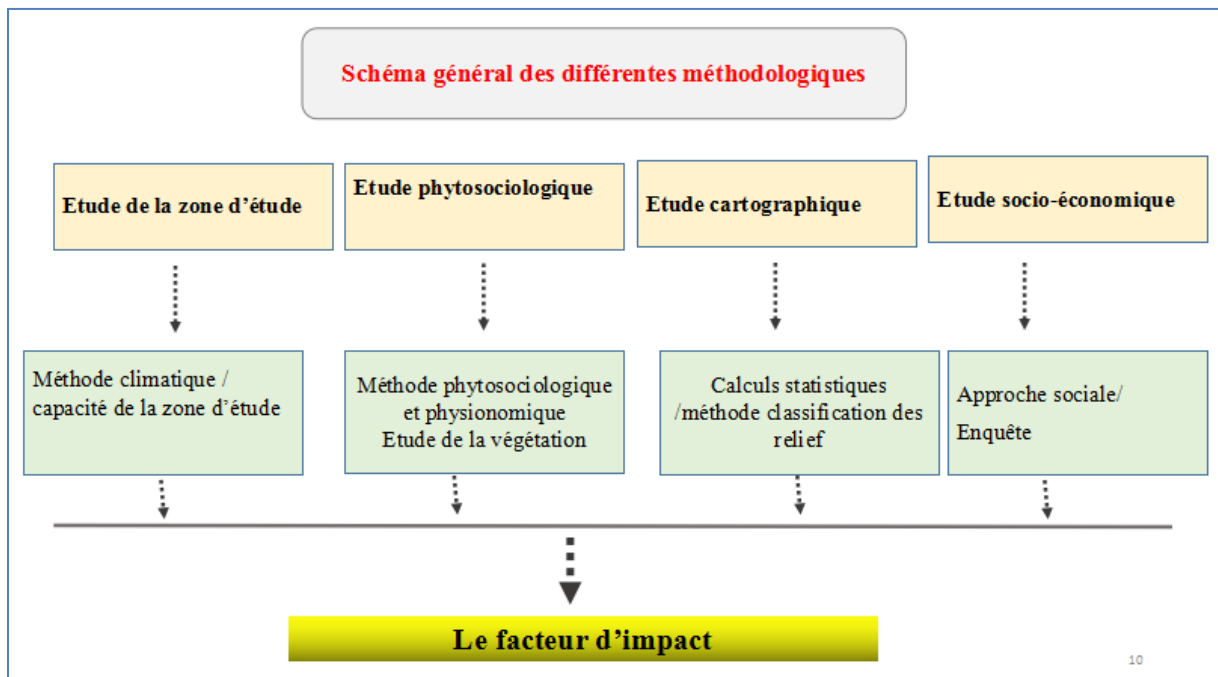 Schéma général des différentes méthodologiques
Etude de la zone d'étude
Etude phytosociologique
Etude cartographique
Etude socio-économique
Méthode climatique /
capacité de la zone d'étude
Méthode phytosociologique
et physionomique
Etude de la végétation
Calculs statistiques
/méthode classification des
relief
Approche sociale/
Enquête
Le facteur d'impact
10